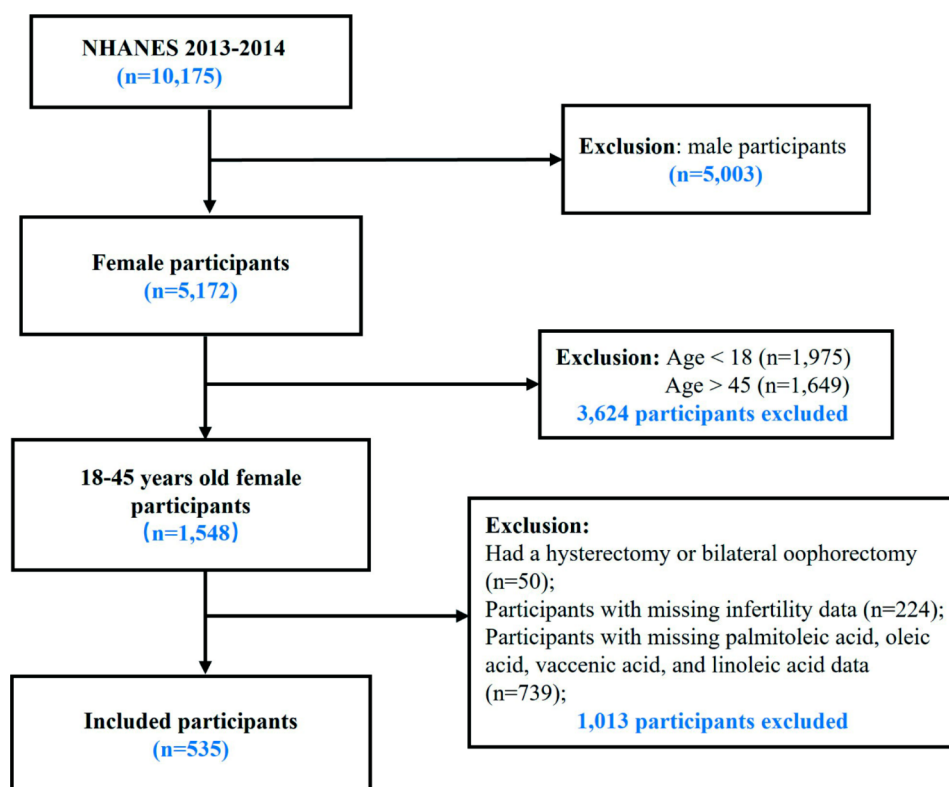 NHANES 2013-2014
(n=10,175)
Exclusion: male participants
(n=5,003)
Female participants
(n=5,172)
Exclusion: Age < 18 (n=1,975)
Age > 45 (n=1,649)
3,624 participants excluded
18-45 years old female
participants
(n=1,548)
Exclusion:
Had a hysterectomy or bilateral oophorectomy
(n=50);
Participants with missing infertility data (n=224);
Participants with missing palmitoleic acid, oleic
acid, vaccenic acid, and linoleic acid data
(n=739);
1,013 participants excluded
Included participants
(n=535)